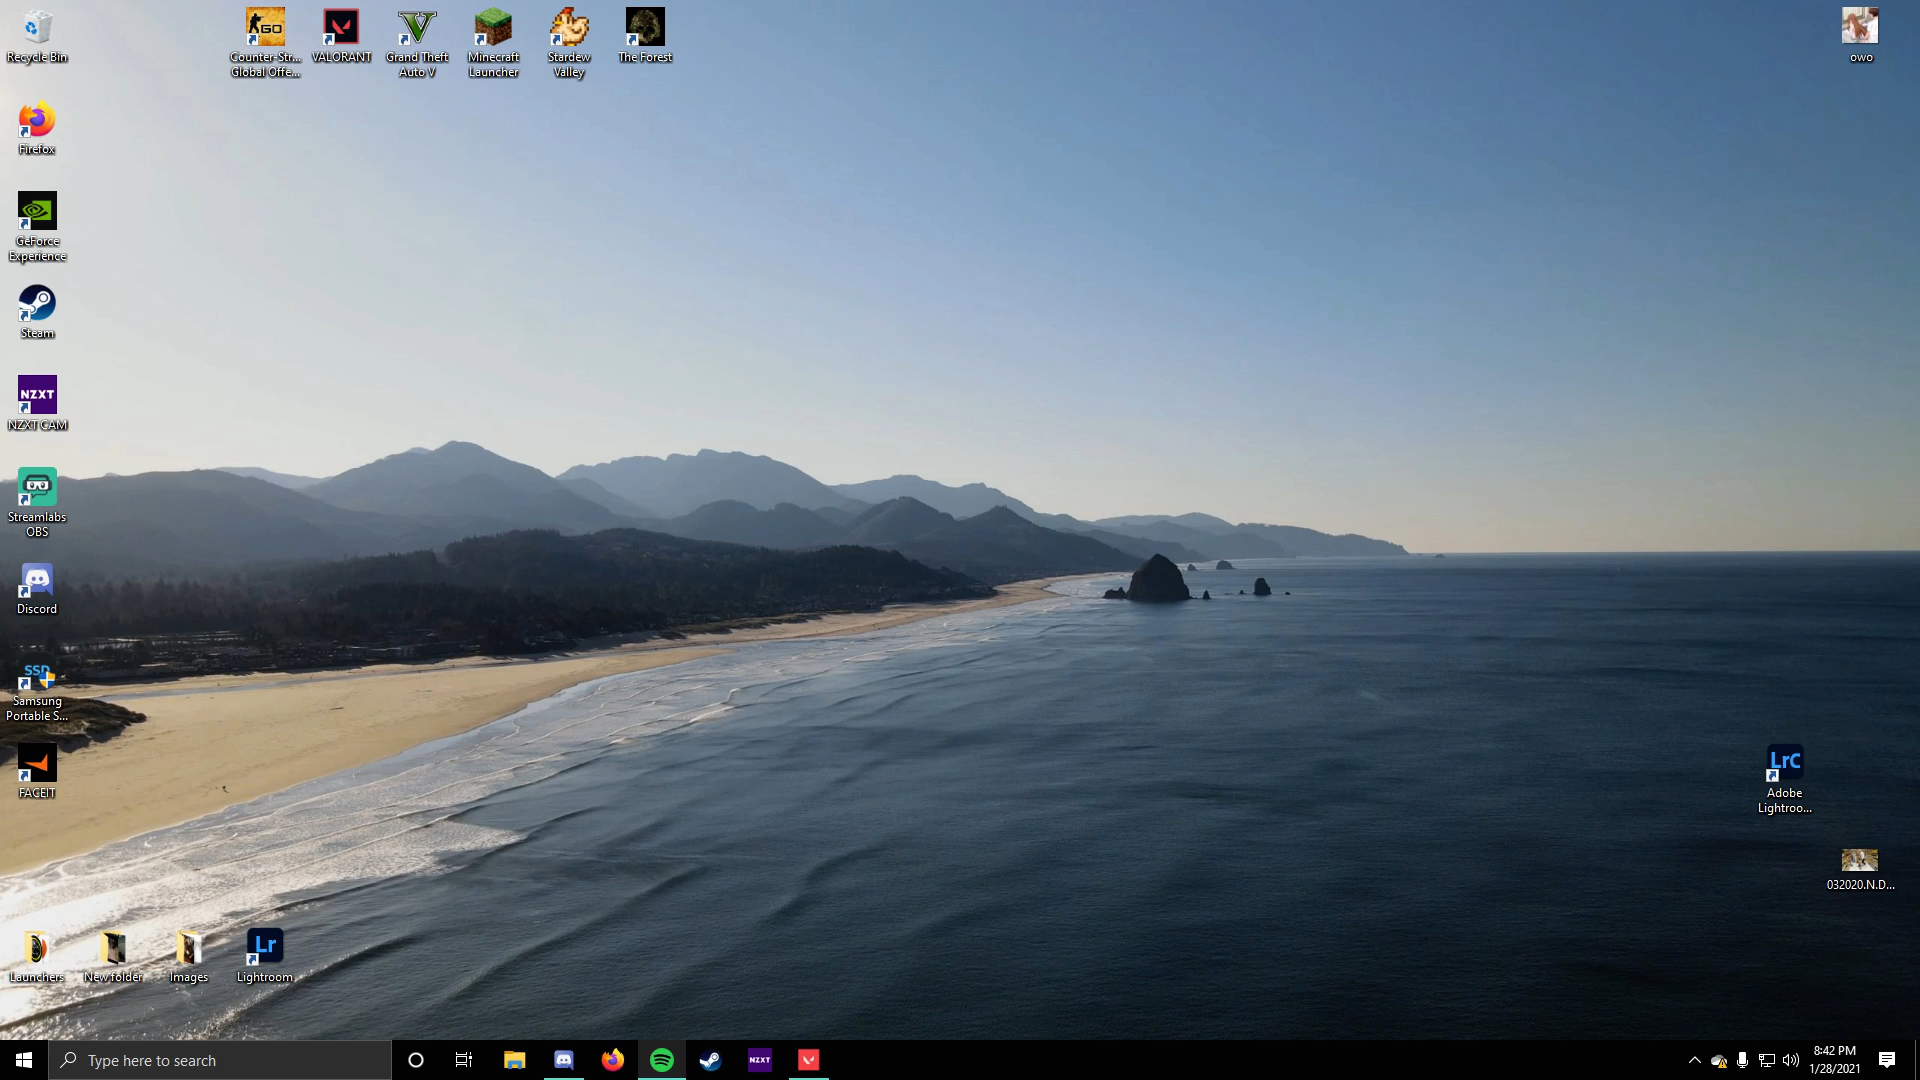 Recycle Bin
GO
Counter-Str...
Global Offe...
VALORANT
V
Grand Theft
Auto V
Minecraft
Launcher
Stardew
Valley
The Forest
owo
Firefox
GeForce
Experience
Steam
NZXT
NZXT CAM
Streamlabs
OBS
Discord
SSD
Samsung
Portable S...
FACEIT
LrC
Adobe
Lightroo...
032020.N.D...
Launchers
New folder
Images
Lr
Lightroom
Type here to search
NZXT
8:42 PM
1/28/2021